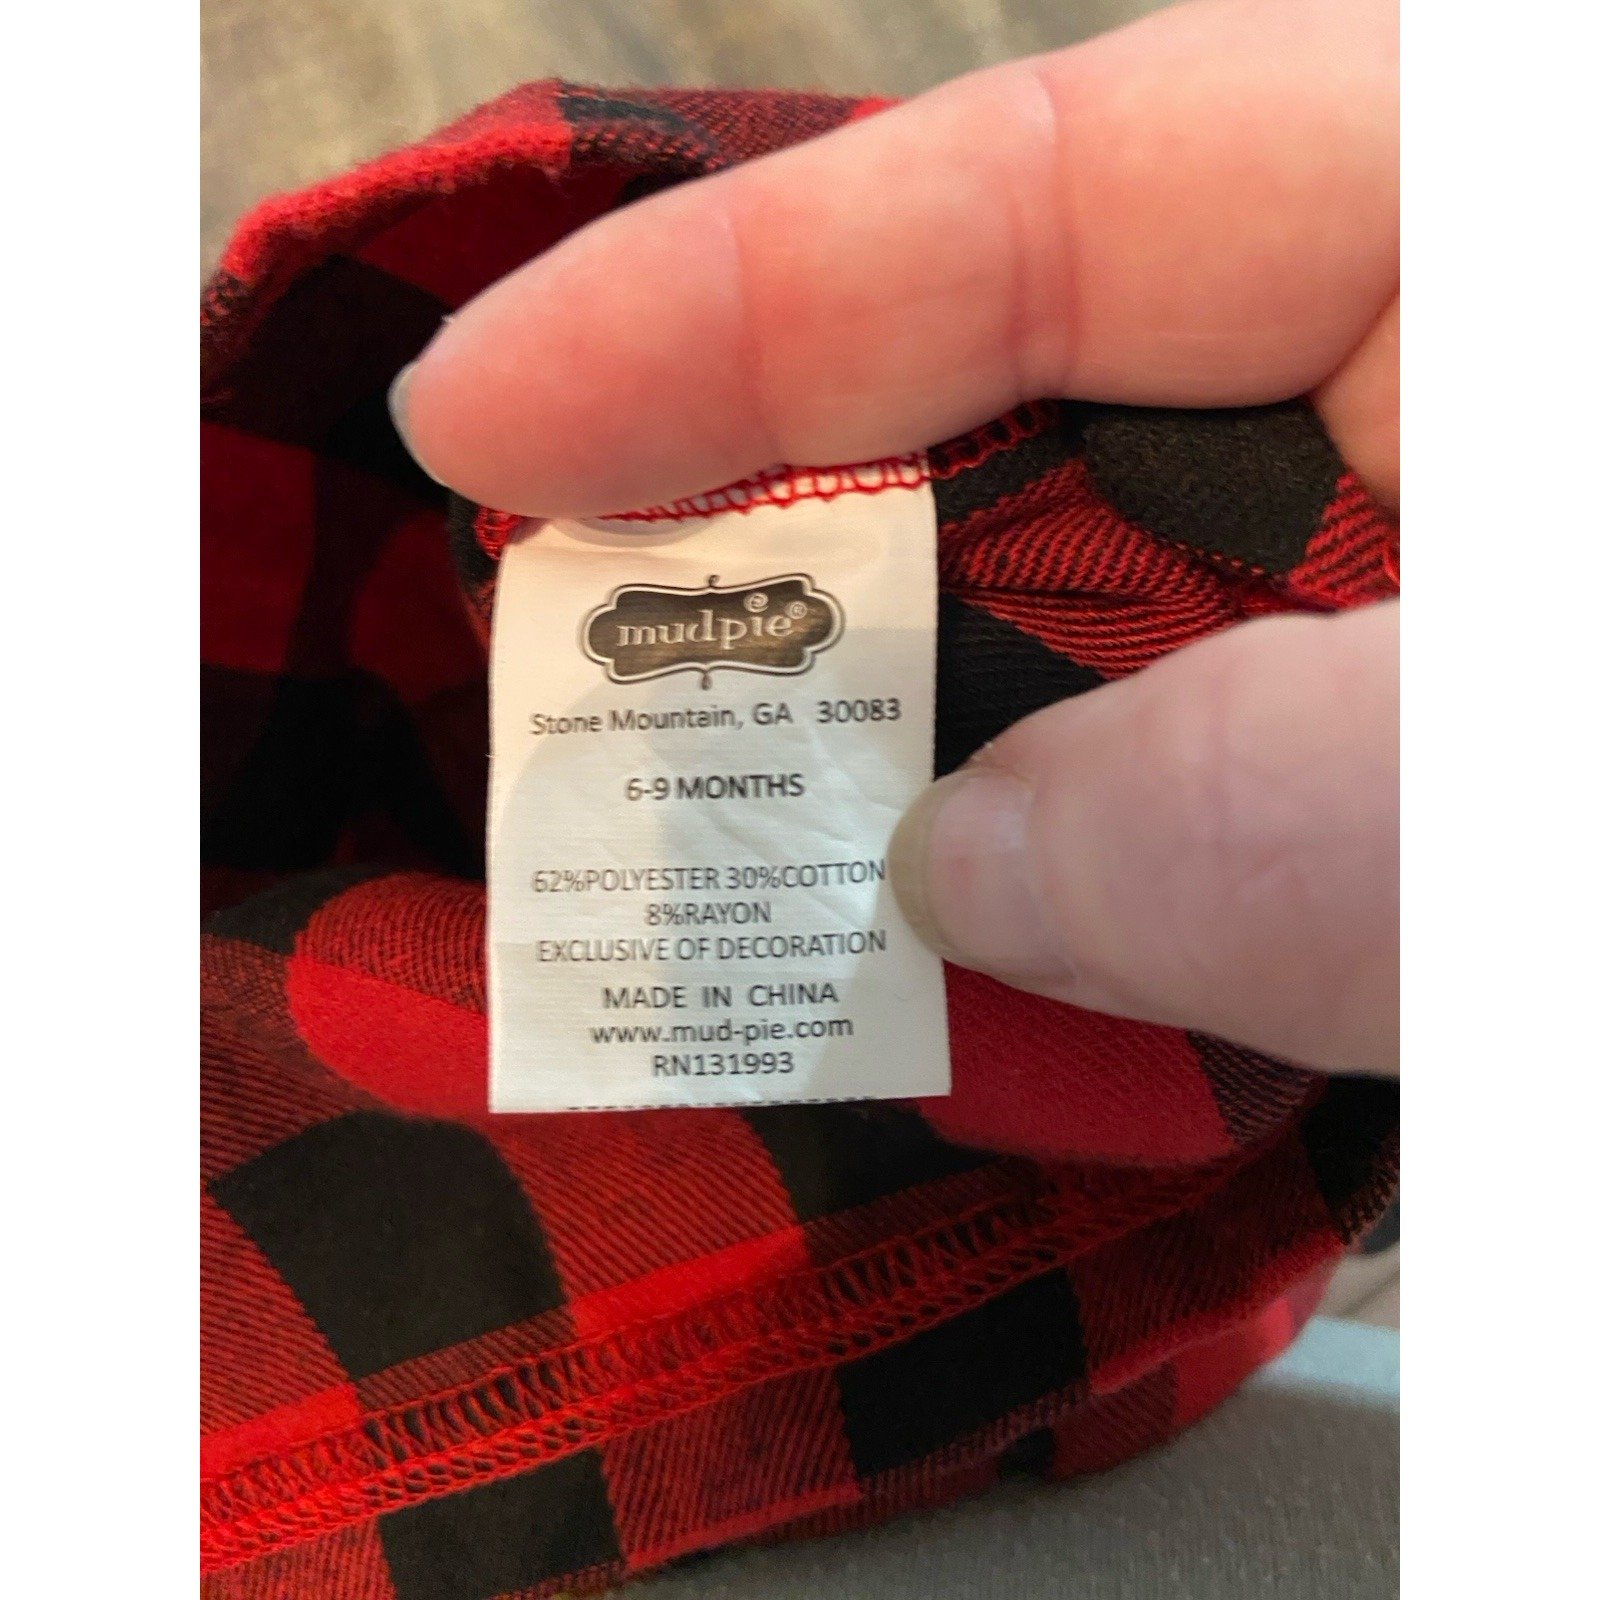 mudpie®
Stone Mountain, GA 30083
6-9 MONTHS
62%POLYESTER 30%COTTON
8%RAYON
EXCLUSIVE OF DECORATION
MADE IN CHINA
www.mud-pie.com
RN131993